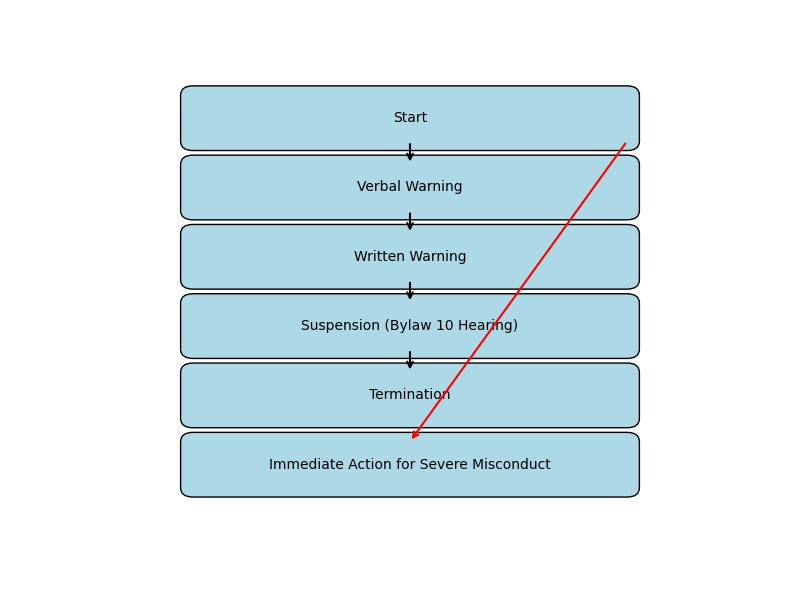 Start
Verbal Warning
Written Warning
Suspension (Bylaw 10 Hearing)
Termination
Immediate Action for Severe Misconduct